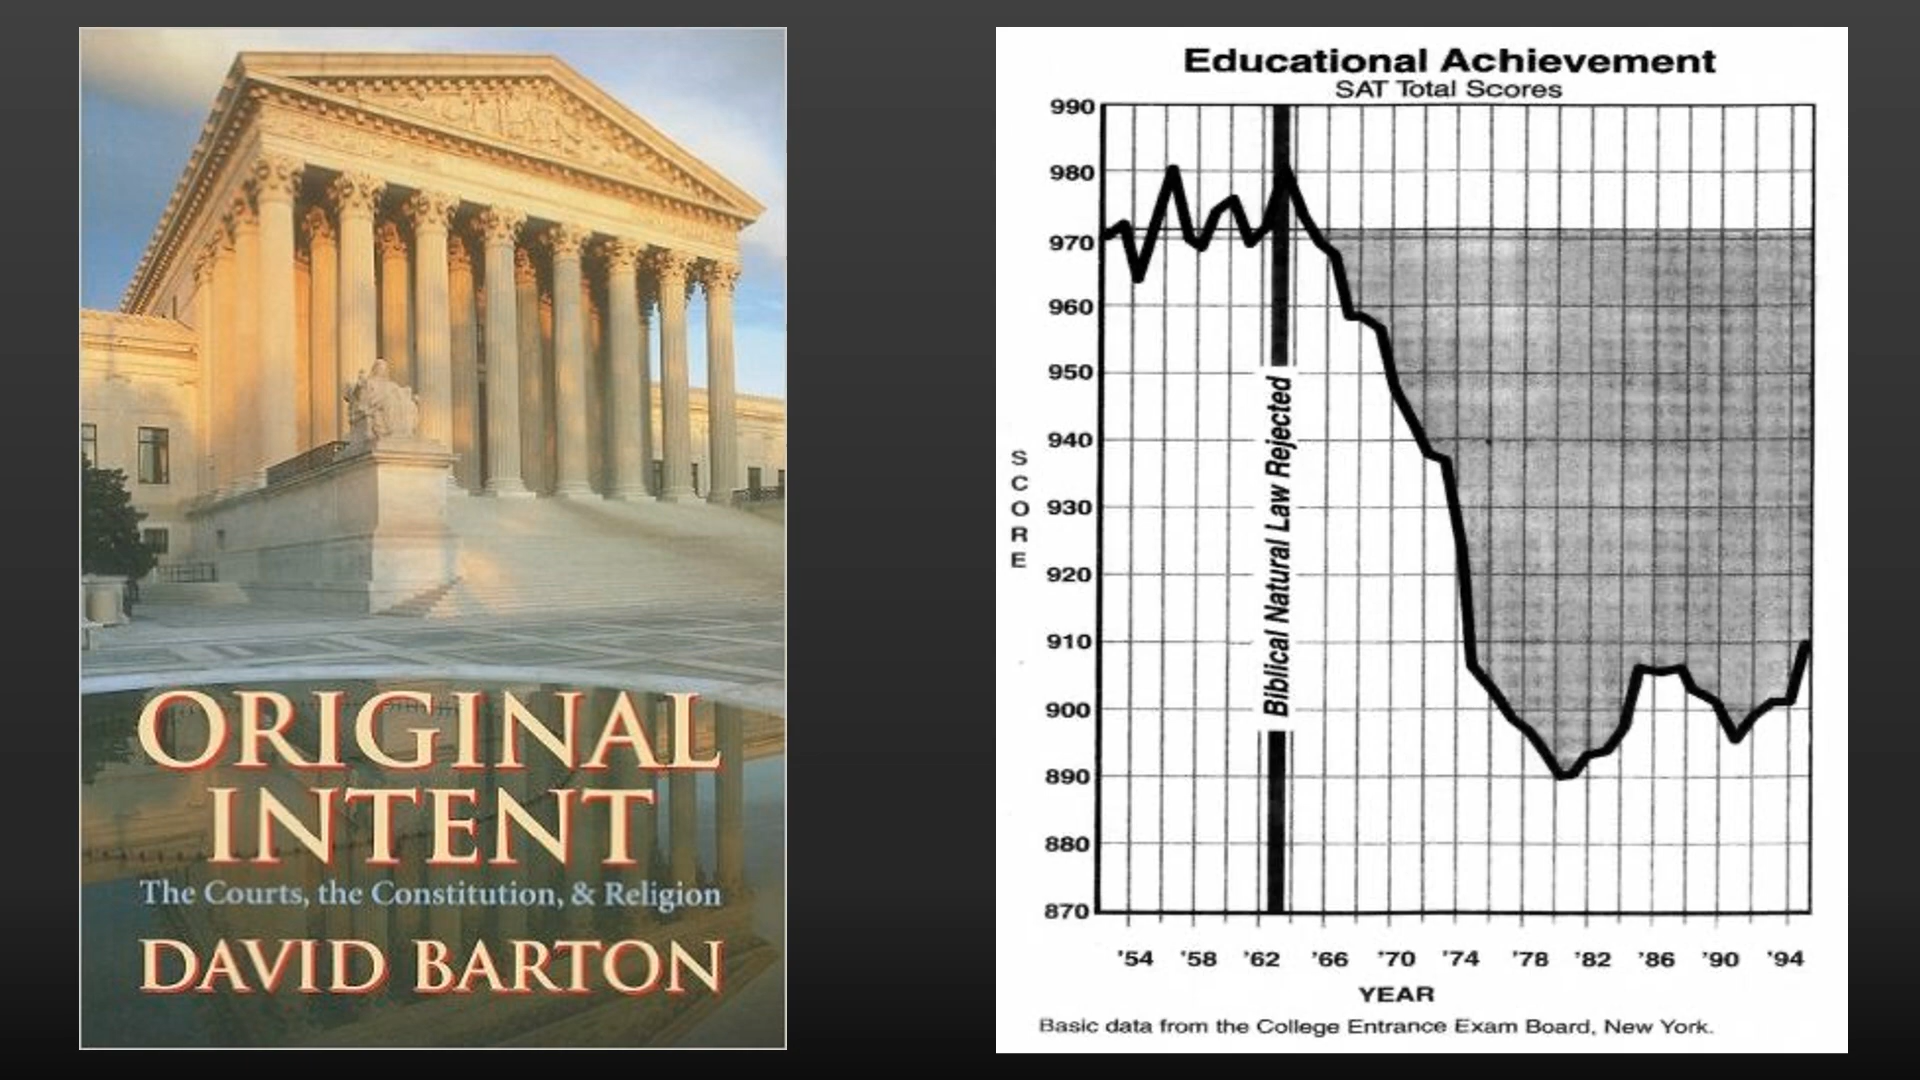 ORIGINAL
INTENT
The Courts, the Constitution, & Religion
DAVID BARTON
Educational Achievement
SAT Total Scores
990
980
970
960
950
940
930
920
910
900
890
880
870
SCORE
Biblical Natural Law Rejected
'54 '58 '62 '66 '70 '74 '78 '82 '86 '90 '94
YEAR
Basic data from the College Entrance Exam Board, New York.